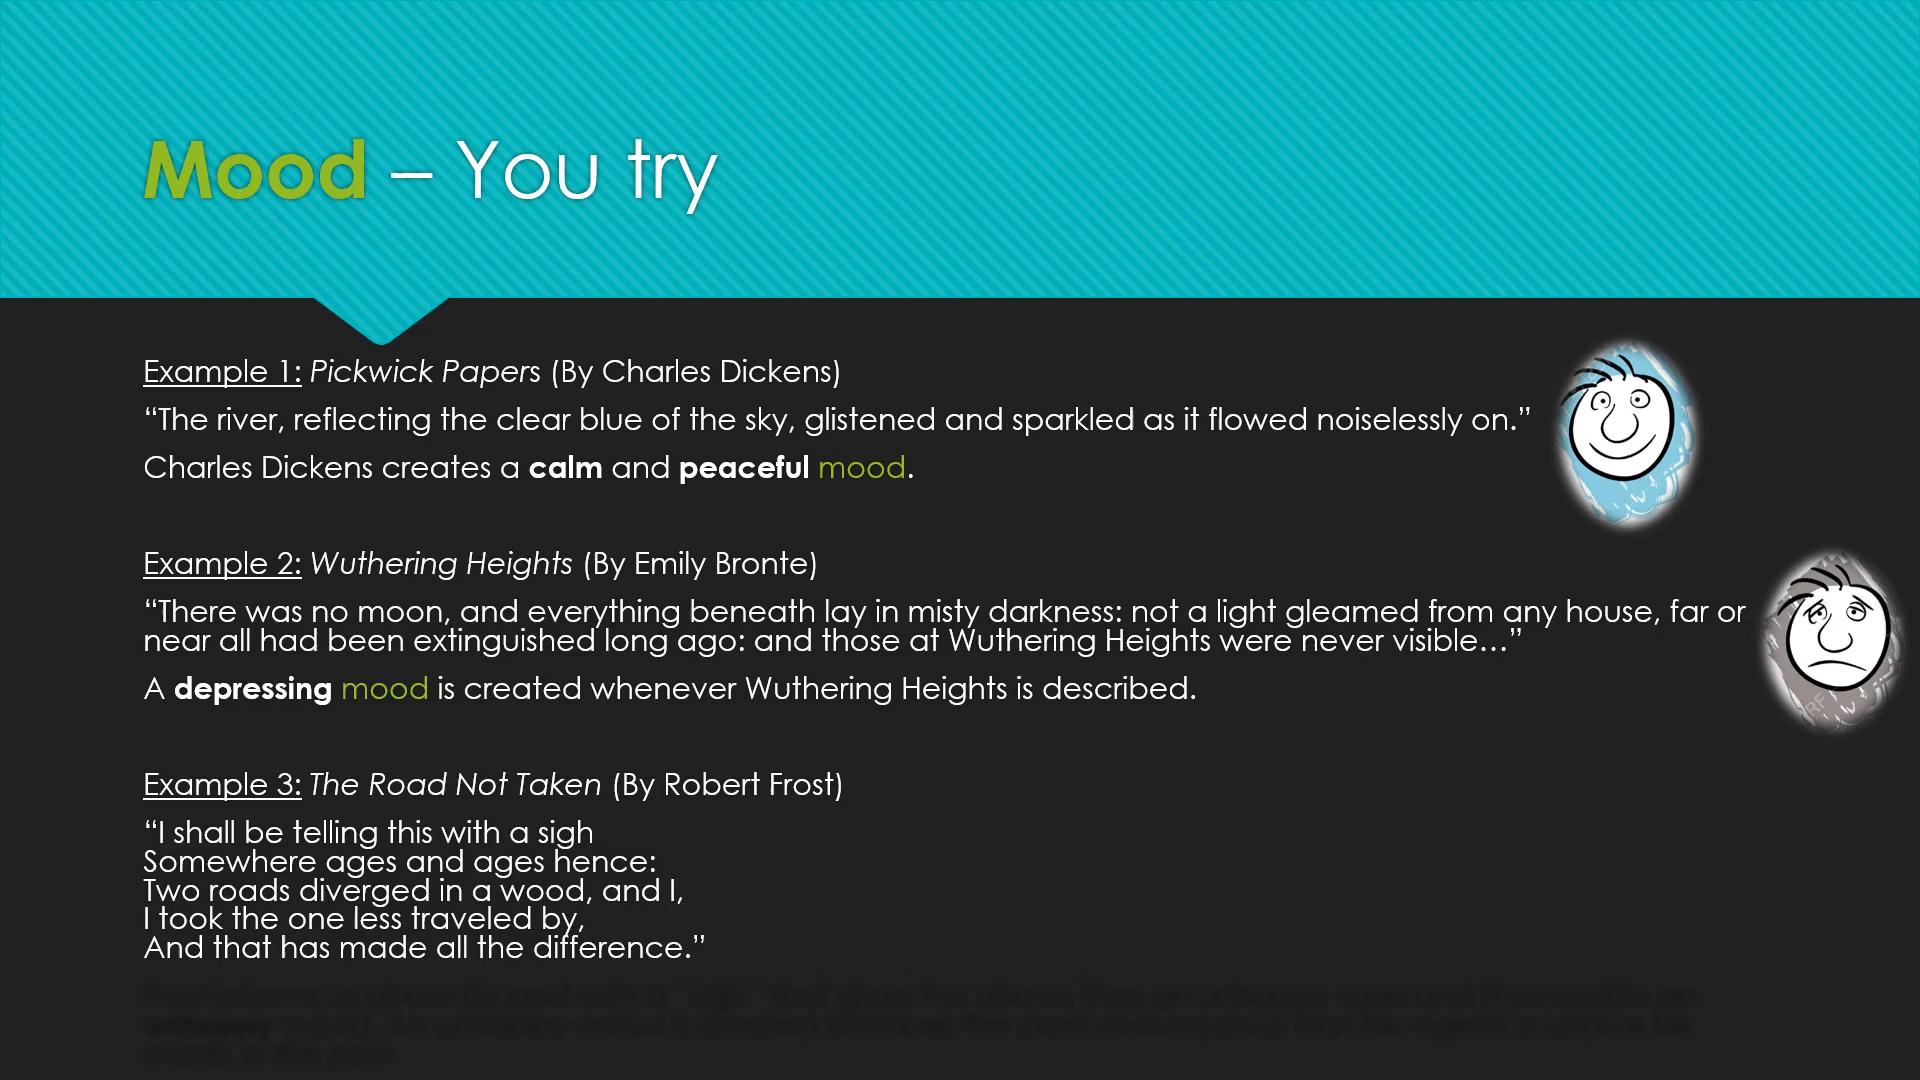 Mood – You try
Example 1: Pickwick Papers (By Charles Dickens)
“The river, reflecting the clear blue of the sky, glistened and sparkled as it flowed noiselessly on.”
Charles Dickens creates a calm and peaceful mood.
Example 2: Wuthering Heights (By Emily Bronte)
“There was no moon, and everything beneath lay in misty darkness: not a light gleamed from any house, far or
near all had been extinguished long ago: and those at Wuthering Heights were never visible…”
A depressing mood is created whenever Wuthering Heights is described.
Example 3: The Road Not Taken (By Robert Frost)
“I shall be telling this with a sigh
Somewhere ages and ages hence:
Two roads diverged in a wood, and I,
I took the one less traveled by,
And that has made all the difference.”